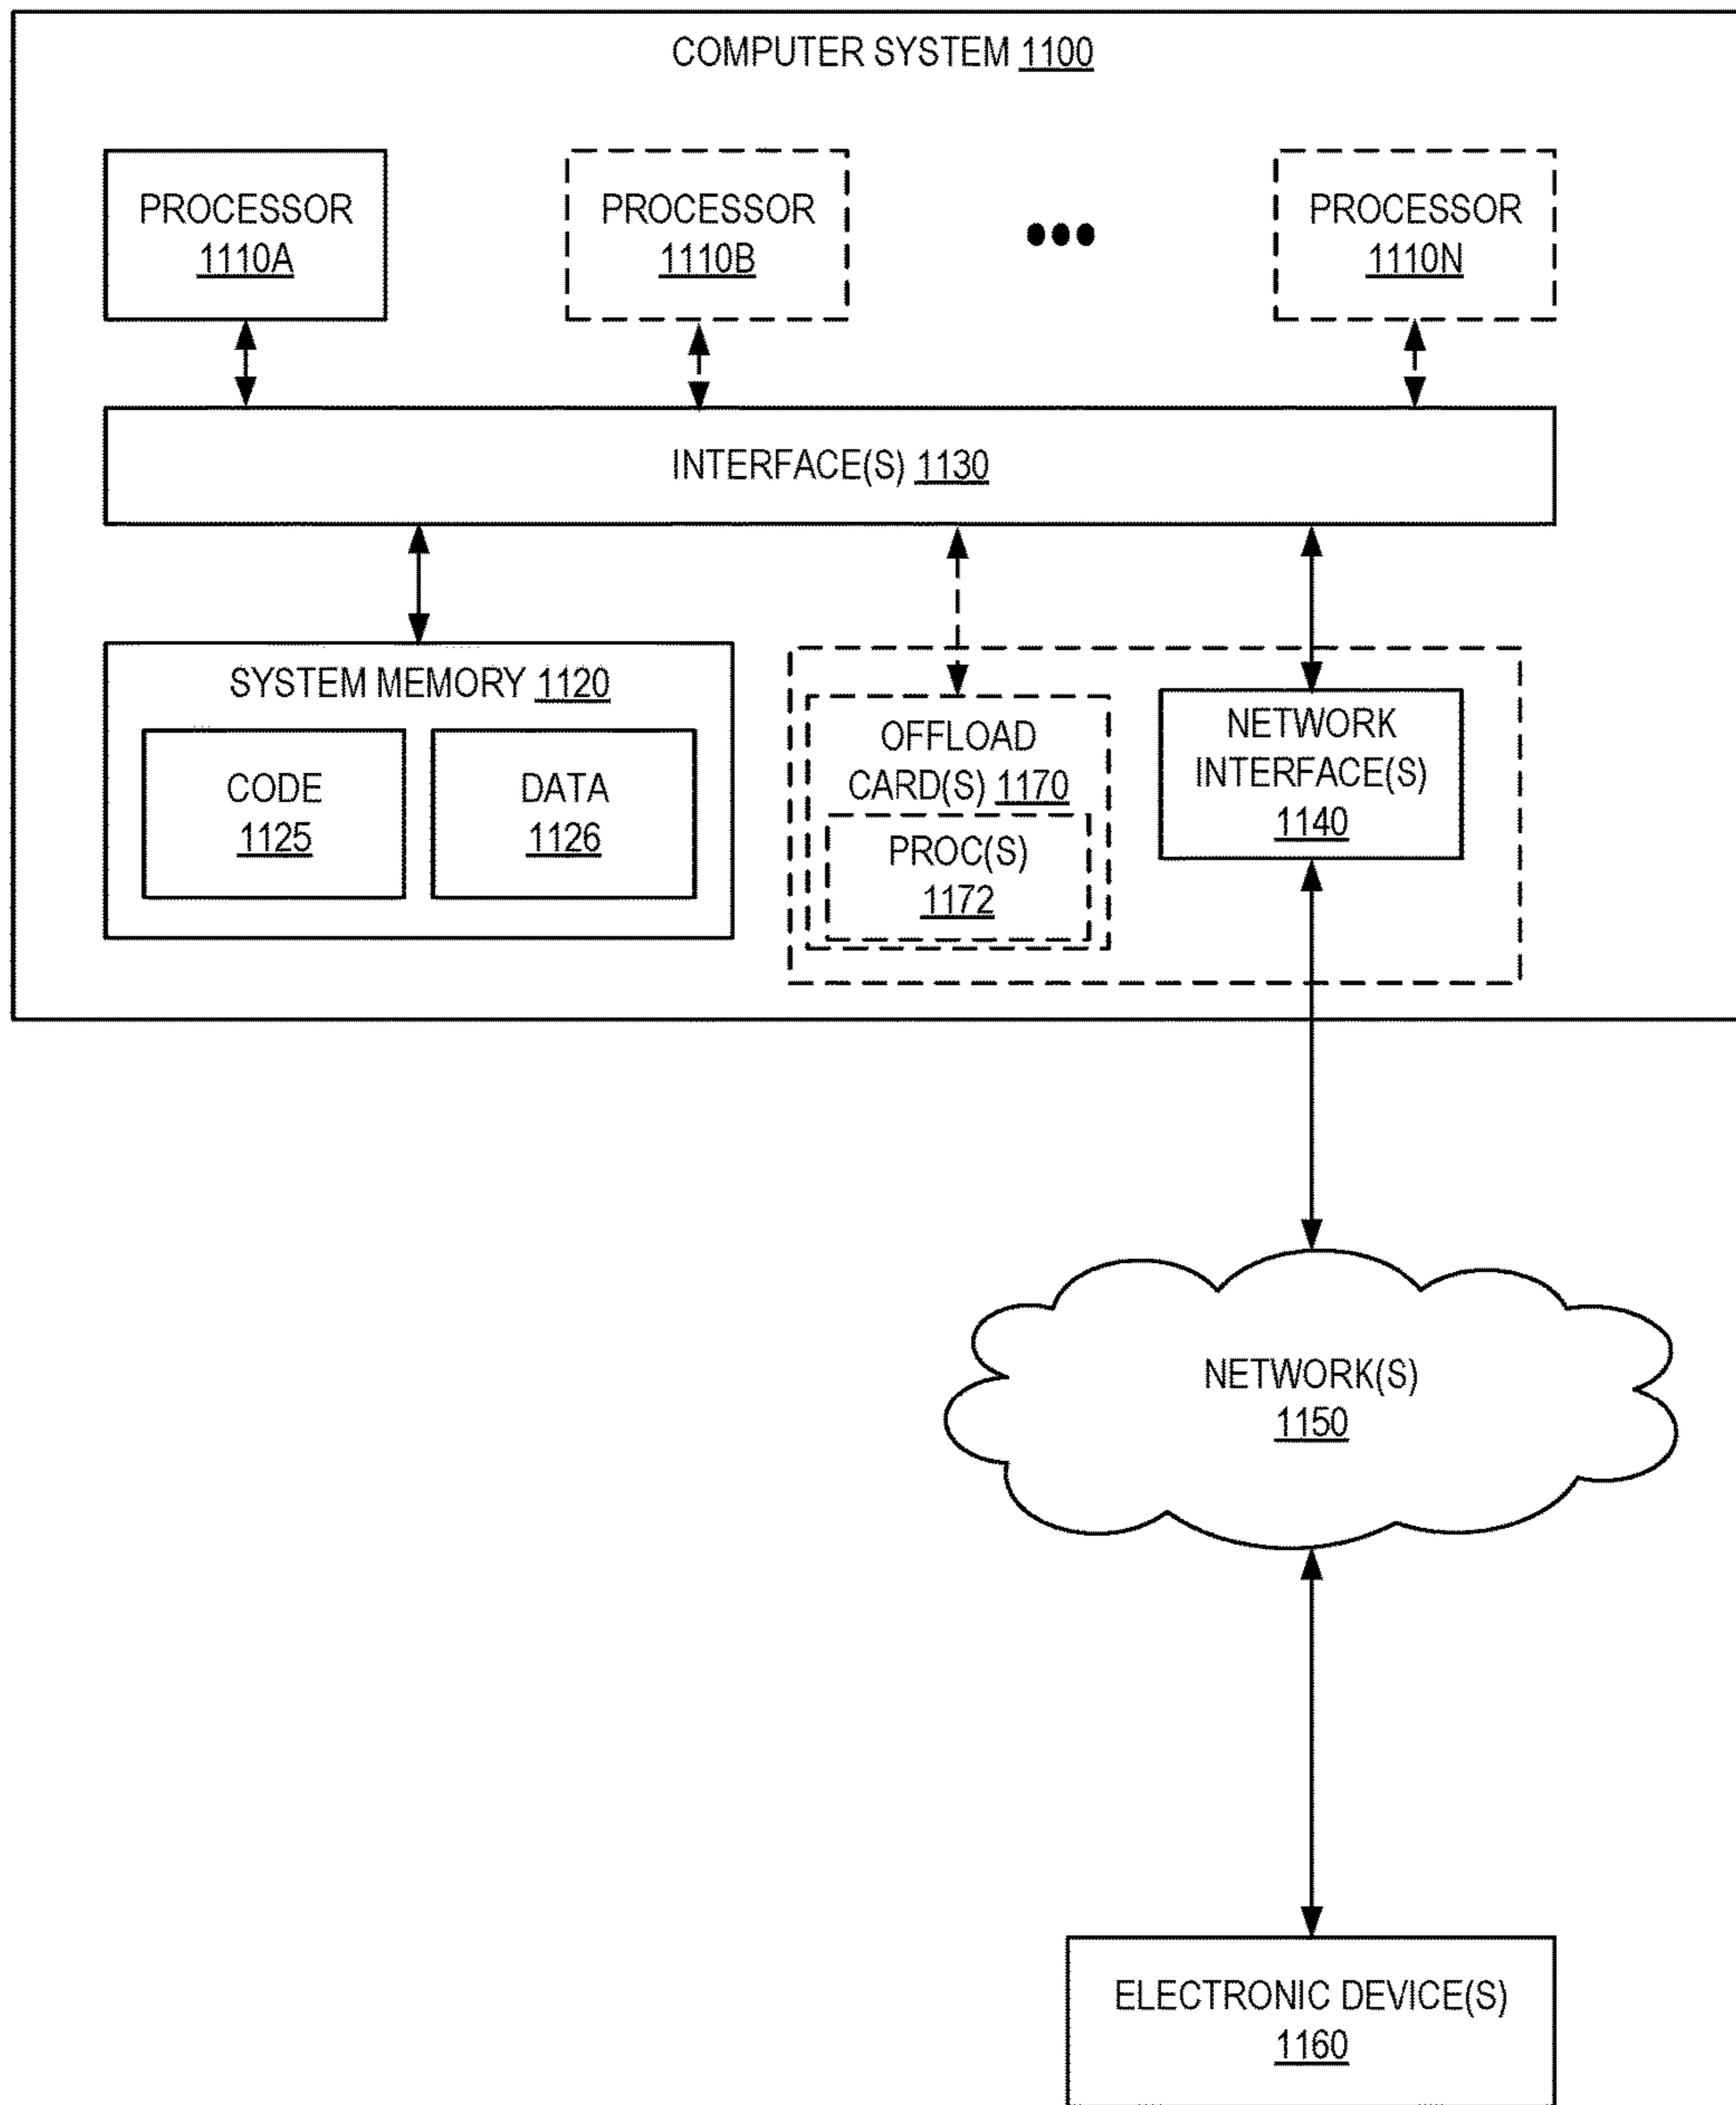 COMPUTER SYSTEM 1100
PROCESSOR
1110A
PROCESSOR
1110B
PROCESSOR
1110N
INTERFACE(S) 1130
SYSTEM MEMORY 1120
CODE
1125
DATA
1126
OFFLOAD
CARD(S) 1170
PROC(S)
1172
NETWORK
INTERFACE(S)
1140
NETWORK(S)
1150
ELECTRONIC DEVICE(S)
1160